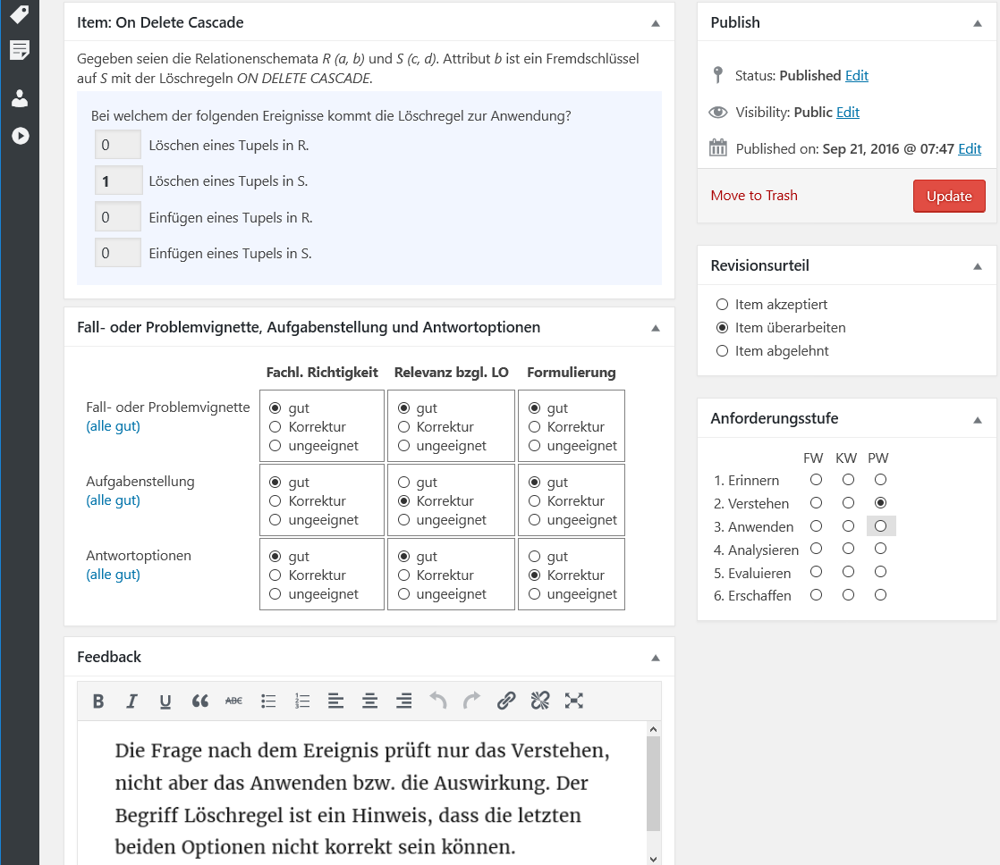 Item: On Delete Cascade
Gegeben seien die Relationenschemata R (a, b) und S (c, d). Attribut b ist ein Fremdschlüssel
auf S mit der Löschregeln ON DELETE CASCADE.
Bei welchem der folgenden Ereignisse kommt die Löschregel zur Anwendung?
0 Löschen eines Tupels in R.
1 Löschen eines Tupels in S.
0 Einfügen eines Tupels in R.
0 Einfügen eines Tupels in S.
Fall- oder Problemvignette, Aufgabenstellung und Antwortoptionen
Fachl. Richtigkeit Relevanz bzgl. LO Formulierung
Fall- oder Problemvignette gut gut gut
(alle gut) Korrektur Korrektur Korrektur
ungeeignet ungeeignet ungeeignet
Aufgabenstellung gut gut gut
(alle gut) Korrektur Korrektur Korrektur
ungeeignet ungeeignet ungeeignet
Antwortoptionen gut gut gut
(alle gut) Korrektur Korrektur Korrektur
ungeeignet ungeeignet ungeeignet
Feedback
B I U ABC
Die Frage nach dem Ereignis prüft nur das Verstehen,
nicht aber das Anwenden bzw. die Auswirkung. Der
Begriff Löschregel ist ein Hinweis, dass die letzten
beiden Optionen nicht korrekt sein können.
Publish
Status: Published Edit
Visibility: Public Edit
Published on: Sep 21, 2016 @ 07:47 Edit
Move to Trash Update
Revisionsurteil
Item akzeptiert
Item überarbeiten
Item abgelehnt
Anforderungsstufe
FW KW PW
1. Erinnern
2. Verstehen
3. Anwenden
4. Analysieren
5. Evaluieren
6. Erschaffen